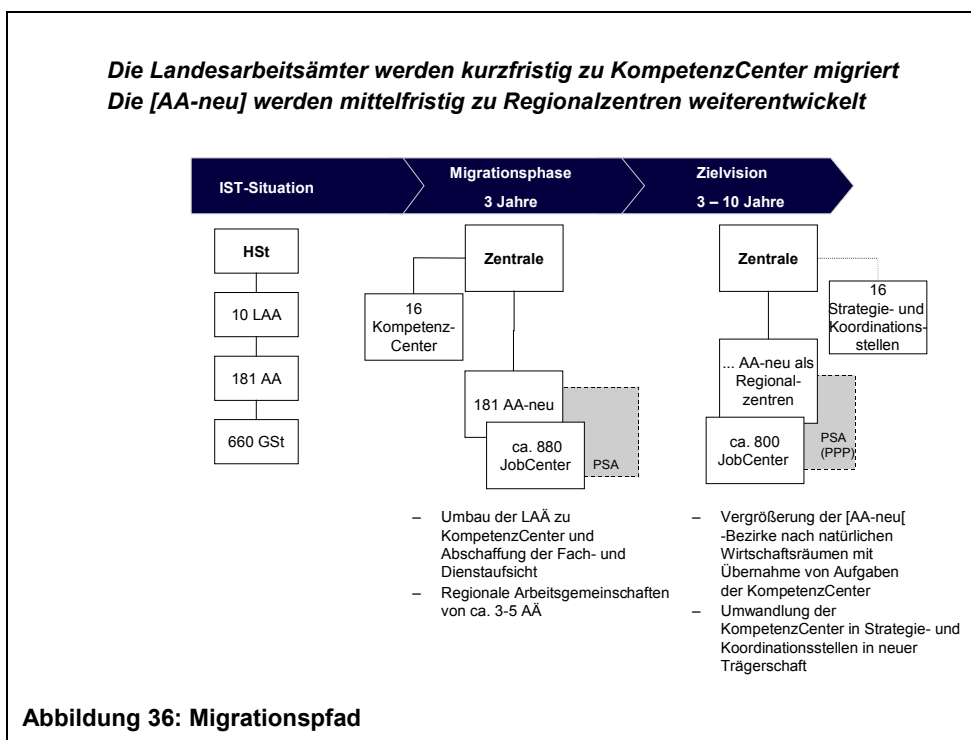 Die Landesarbeitsämter werden kurzfristig zu KompetenzCenter migriert
Die [AA-neu] werden mittelfristig zu Regionalzentren weiterentwickelt
IST-Situation
Migrationsphase
3 Jahre
Zielvision
3 – 10 Jahre
HSt
10 LAA
181 AA
660 GSt
Zentrale
16
Kompetenz-
Center
181 AA-neu
ca. 880
JobCenter
PSA
Zentrale
16
Strategie- und
Koordinations-
stellen
... AA-neu als
Regional-
zentren
ca. 800
JobCenter
PSA
(PPP)
– Umbau der LAÄ zu
KompetenzCenter und
Abschaffung der Fach- und
Dienstaufsicht
– Regionale Arbeitsgemeinschaften
von ca. 3-5 AÄ
– Vergrößerung der [AA-neu[
-Bezirke nach natürlichen
Wirtschaftsräumen mit
Übernahme von Aufgaben
der KompetenzCenter
– Umwandlung der
KompetenzCenter in Strategie- und
Koordinationsstellen in neuer
Trägerschaft
Abbildung 36: Migrationspfad